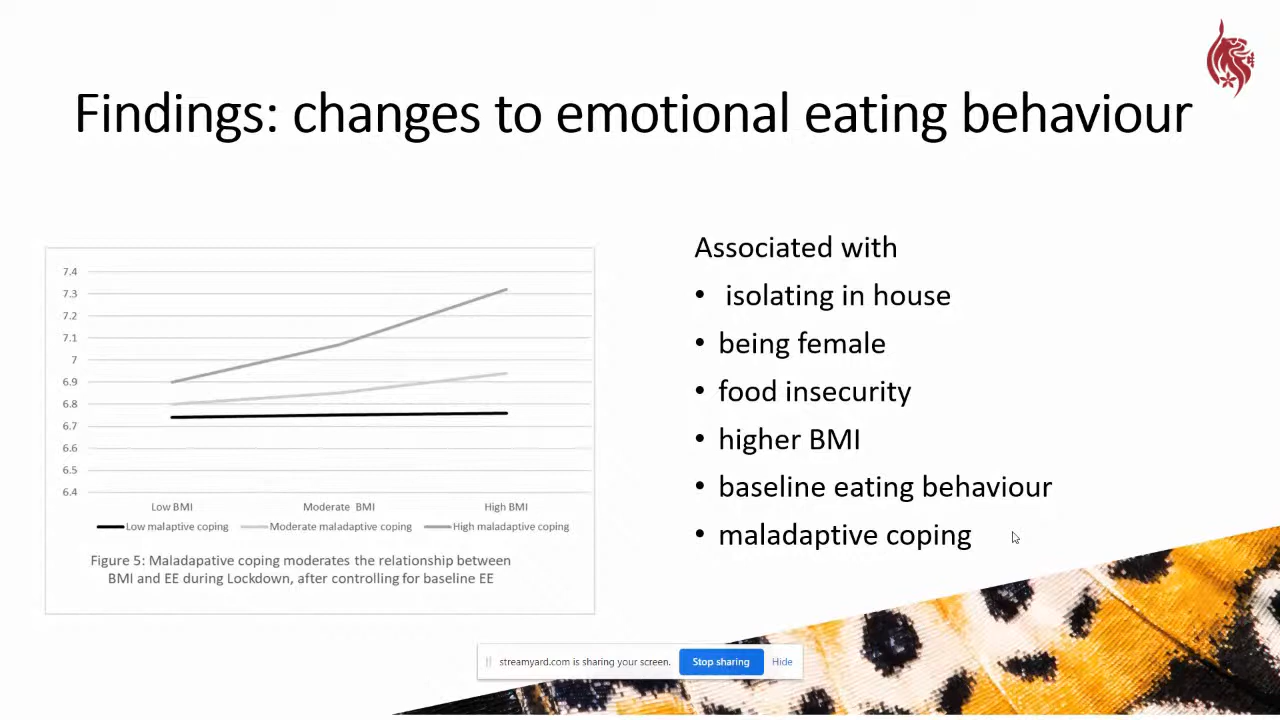 Findings: changes to emotional eating behaviour
7.4
7.3
7.2
7.1
7
6.9
6.8
6.7
6.6
6.5
6.4
Low BMI Moderate BMI High BMI
Low malaptive coping Moderate maladaptive coping High maladaptive coping
Figure 5: Maladapative coping moderates the relationship between
BMI and EE during Lockdown, after controlling for baseline EE
Associated with
• isolating in house
• being female
• food insecurity
• higher BMI
• baseline eating behaviour
• maladaptive coping
streamyard.com is sharing your screen. Stop sharing Hide